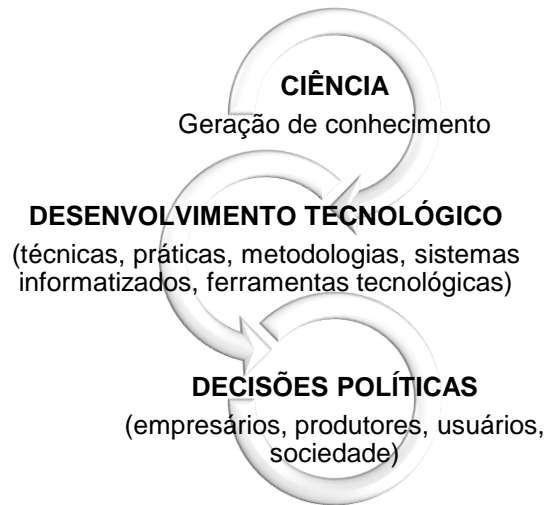 CIÊNCIA
Geração de conhecimento
DESENVOLVIMENTO TECNOLÓGICO
(técnicas, práticas, metodologias, sistemas
informatizados, ferramentas tecnológicas)
DECISÕES POLÍTICAS
(empresários, produtores, usuários,
sociedade)